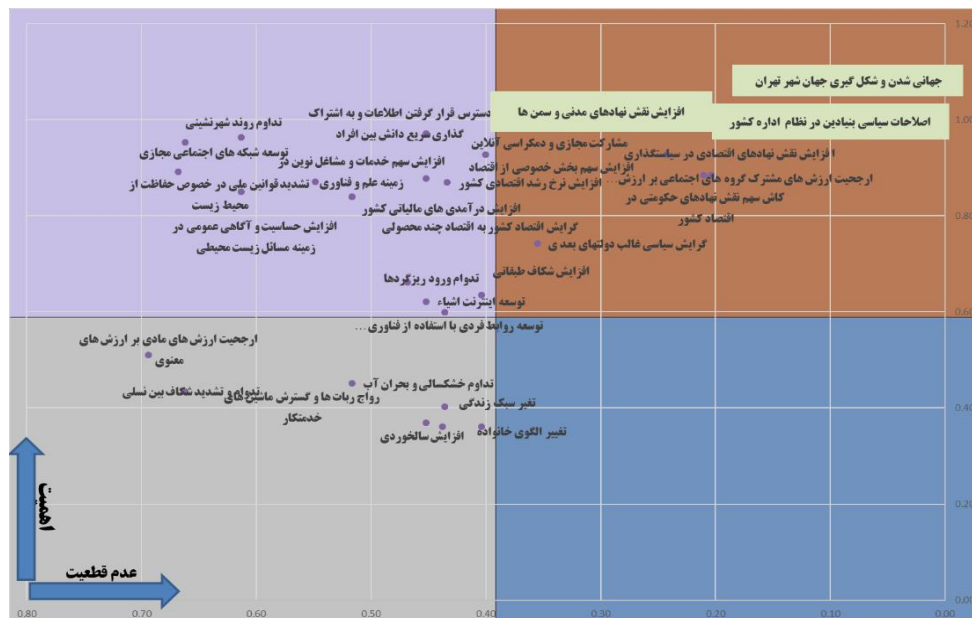 1.20
جهانی شدن و شکل گیری جهان شهر تهران
اصلاحات سیاسی بنیادین در نظام اداره کشور
افزایش نقش نهادهای مدنی و سمن ها
دسترس قرار گرفتن اطلاعات و به اشتراک
گذاری سریع دانش بین افراد
تداوم روند شهرنشینی
1.00
مشارکت مجازی و دمکراسی آنلاین
افزایش نقش نهادهای اقتصادی در سیاستگذاری
توسعه شبکه های اجتماعی مجازی
افزایش سهم خدمات و مشاغل نوین در
زمینه علم و فناوری
افزایش سهم بخش خصوصی از اقتصاد
ارجحیت ارزش های مشترک گروه های اجتماعی بر ارزش...
افزایش نرخ رشد اقتصادی کشور
تشدید قوانین ملی در خصوص حفاظت از
محیط زیست
کاش سهم نقش نهادهای حکومتی در
اقتصاد کشور
0.80
افزایش درآمدی های مالیاتی کشور
گرایش اقتصاد کشور به اقتصاد چند محصولی
افزایش حساسیت و آگاهی عمومی در
زمینه مسائل زیست محیطی
گرایش سیاسی غالب دولتهای بعدی
افزایش شکاف طبقاتی
تدوام ورود ریزگردها
توسعه اینترنت اشیاء
0.60
توسعه روابط فردی با استفاده از فناوری...
ارجحیت ارزش های مادی بر ارزش های
معنوی
تداوم خشکسالی و بحران آب
تداوم و تشدید شکاف بین نسلی
رواج ربات ها و گسترش ماشین های
خدمتکار
تغیر سبک زندگی
0.40
تغییر الگوی خانواده
افزایش سالخوردی
0.20
اهمیت
عدم قطعیت
0.00
0.80 0.70 0.60 0.50 0.40 0.30 0.20 0.10 0.00